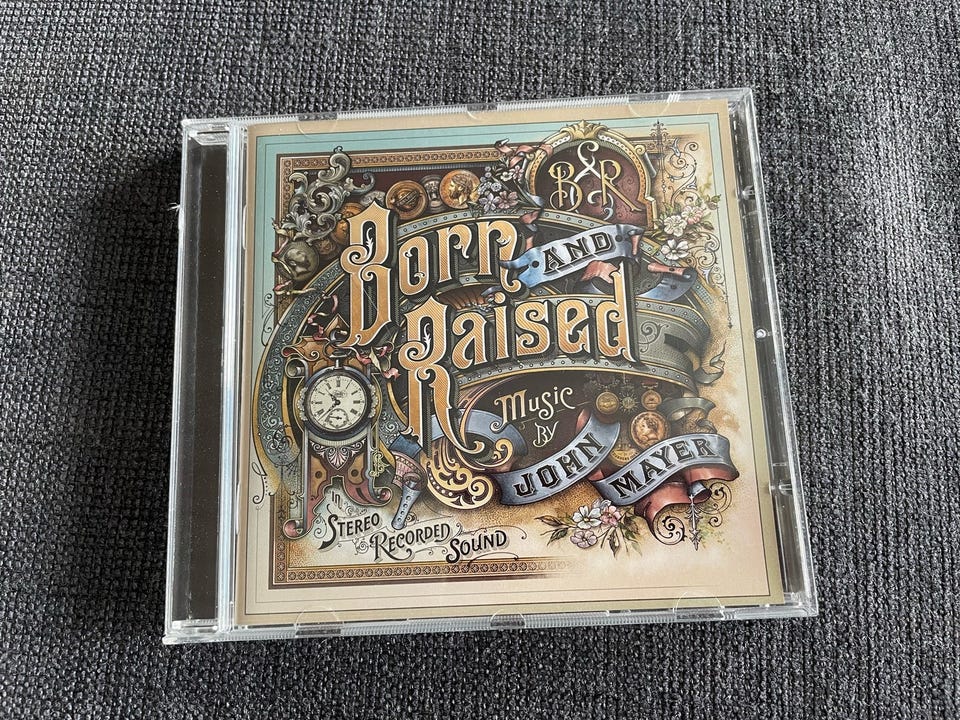 B & R
Born AND
Raised
Music
BY
JOHN
MAYER
IN
STEREO
RECORDED
SOUND